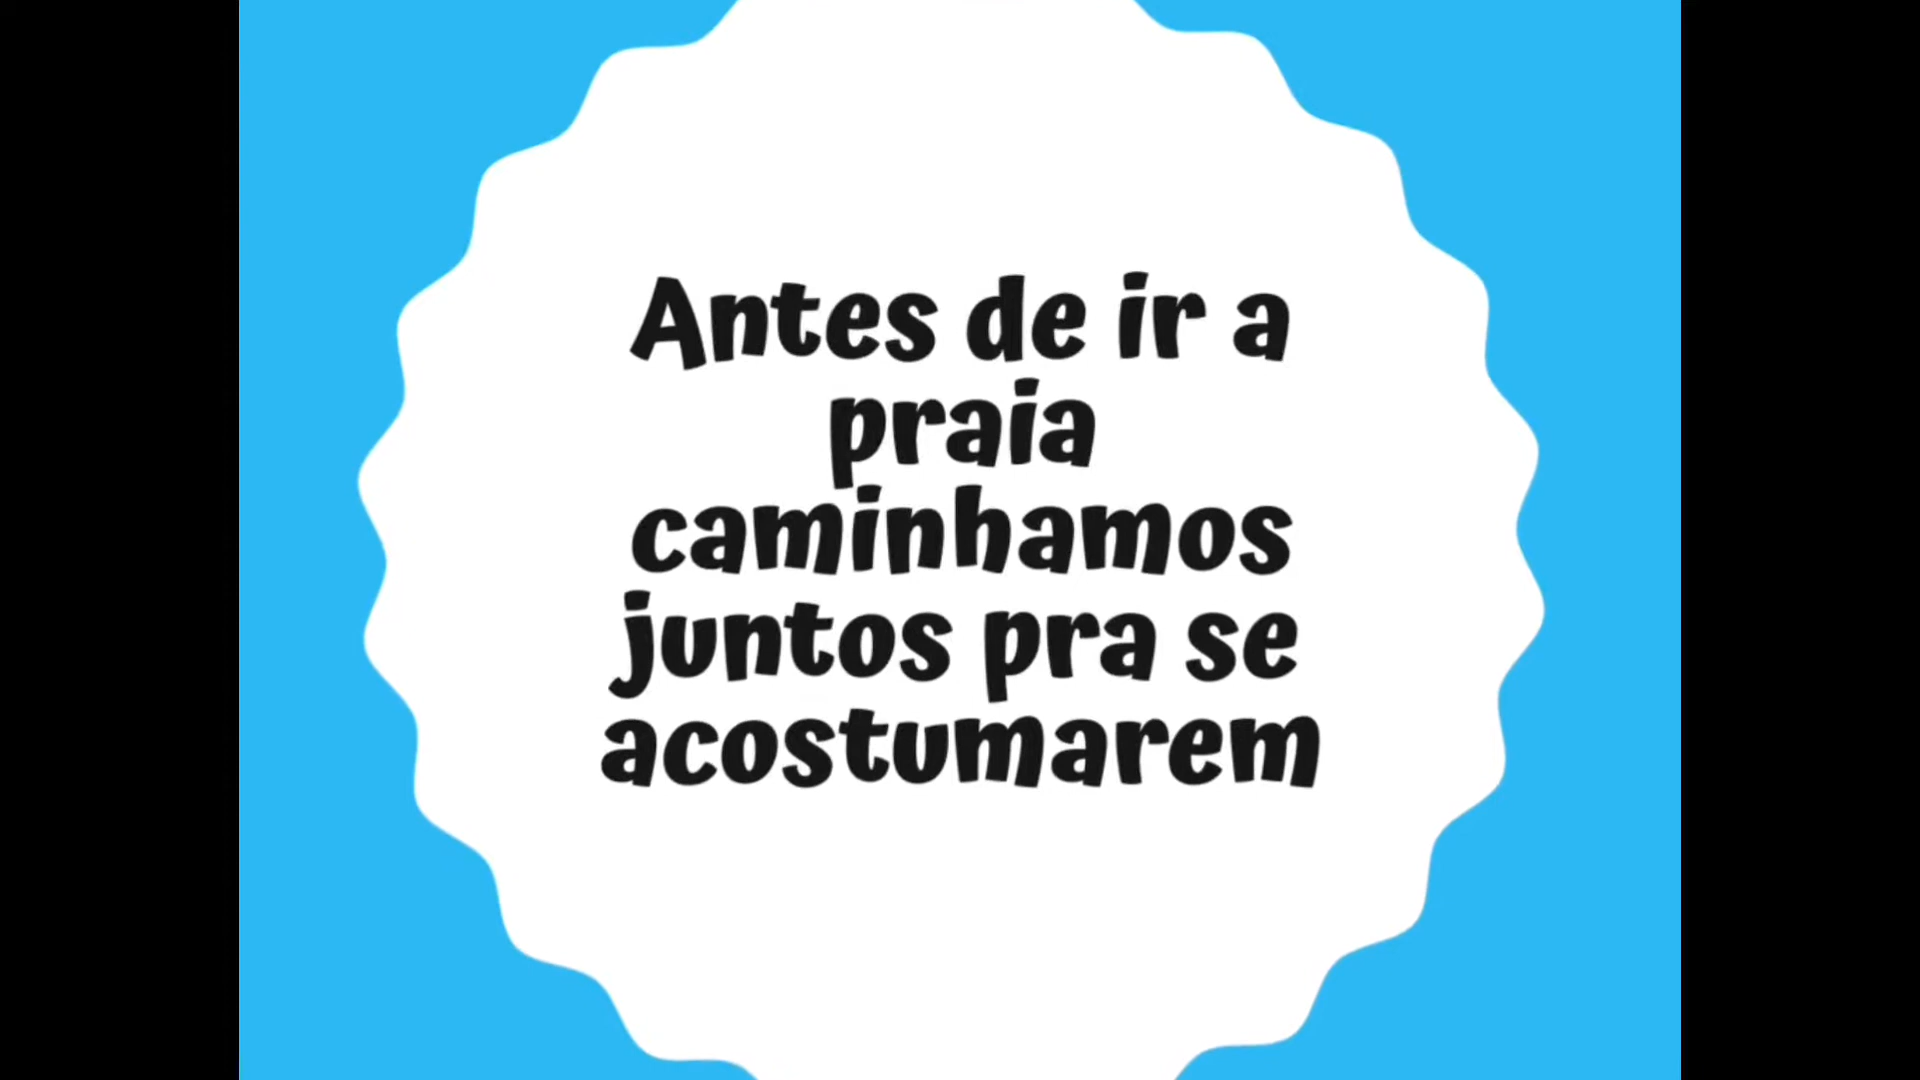 Antes de ir a
praia
caminhamos
juntos pra se
acostumarem